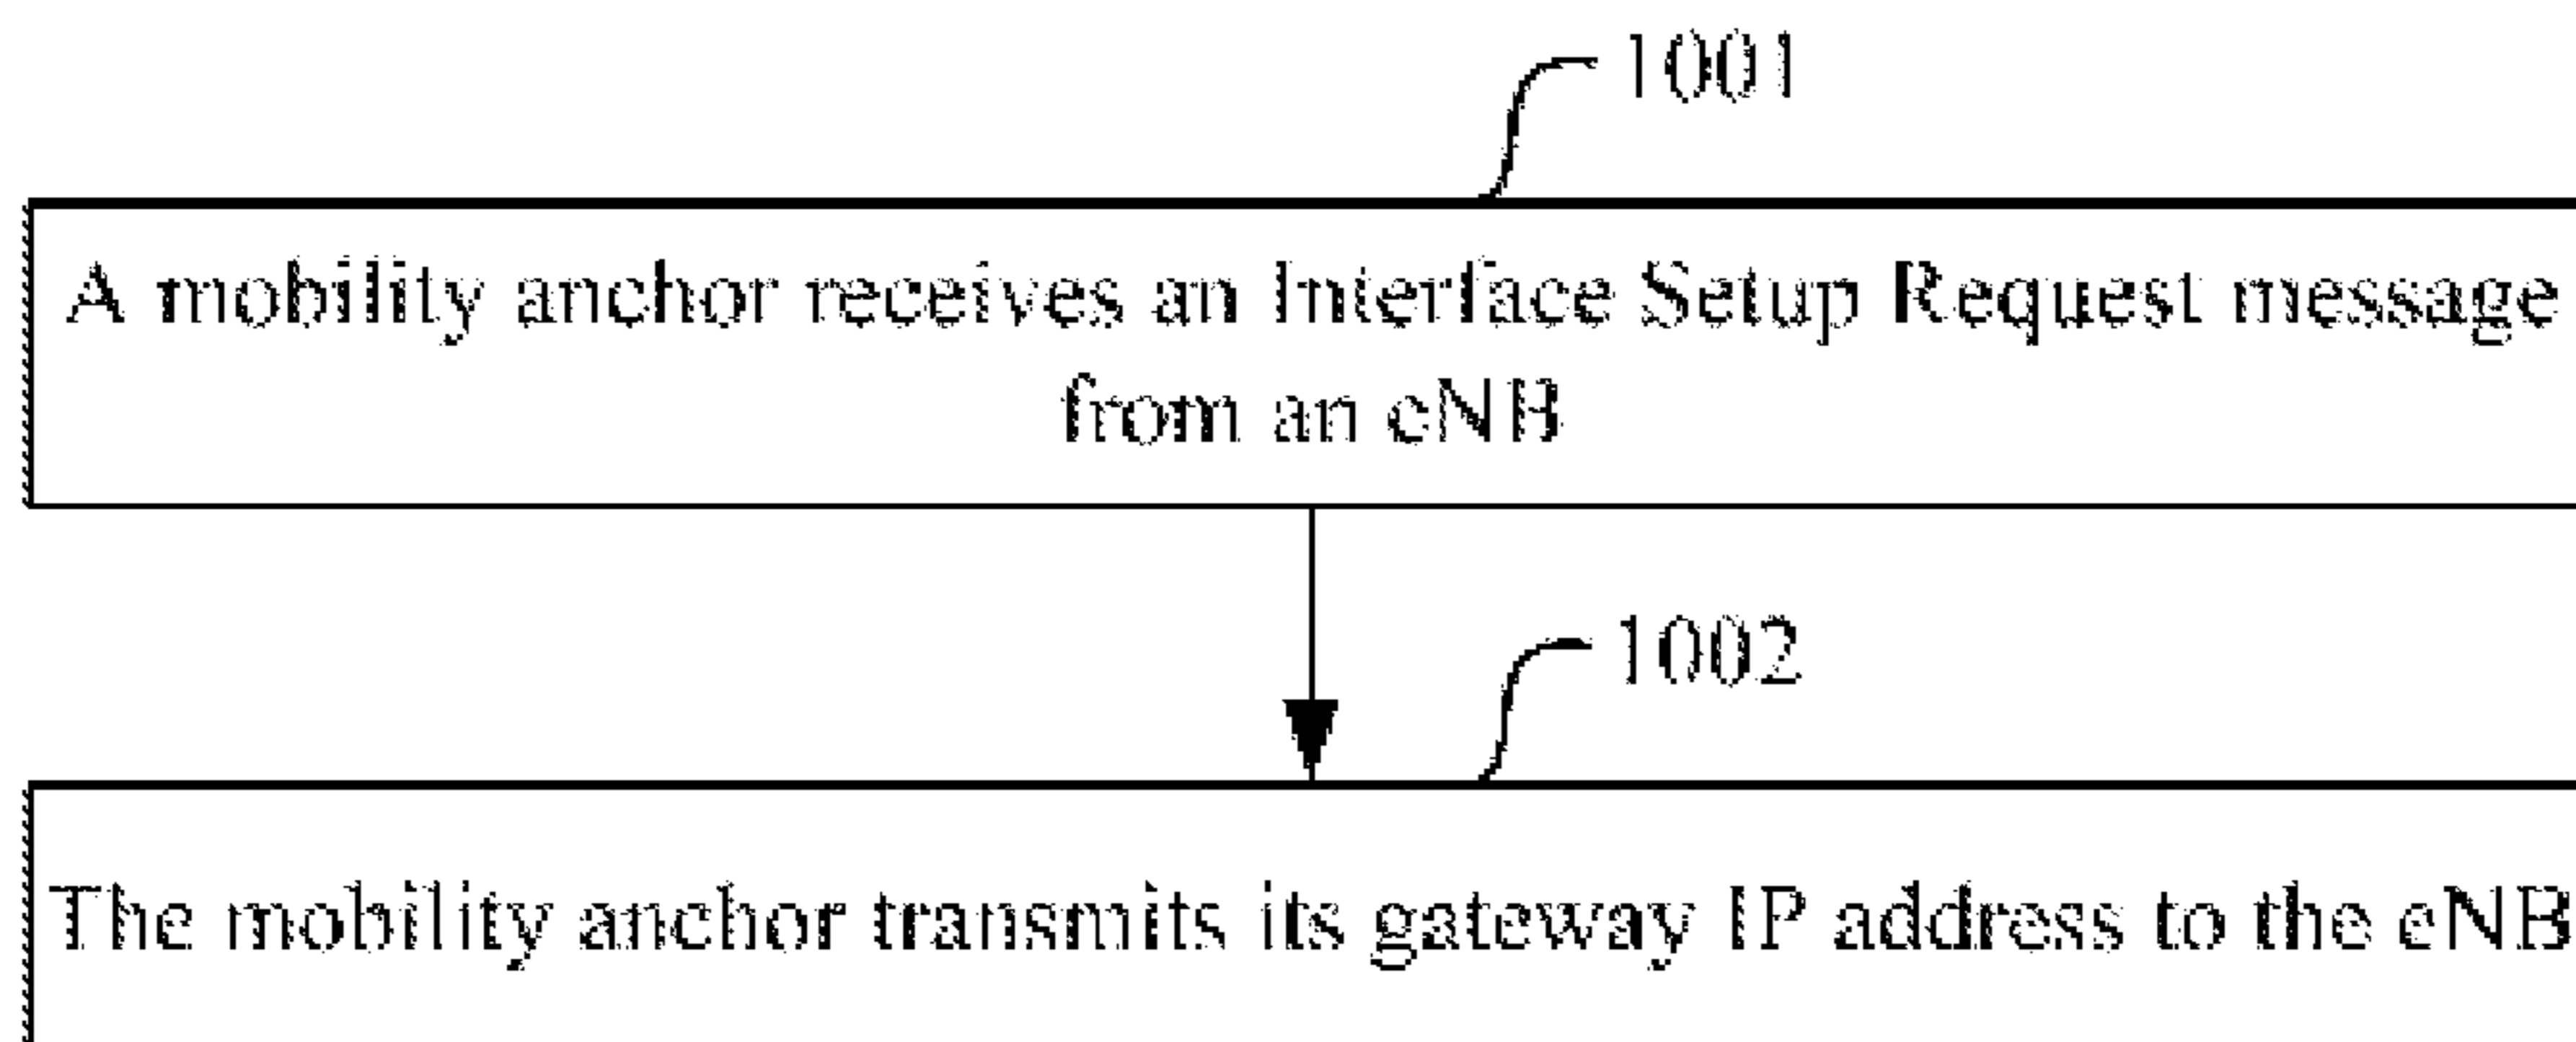 1001
A mobility anchor receives an Interface Setup Request message
from an eNB
1002
The mobility anchor transmits its gateway IP address to the eNB